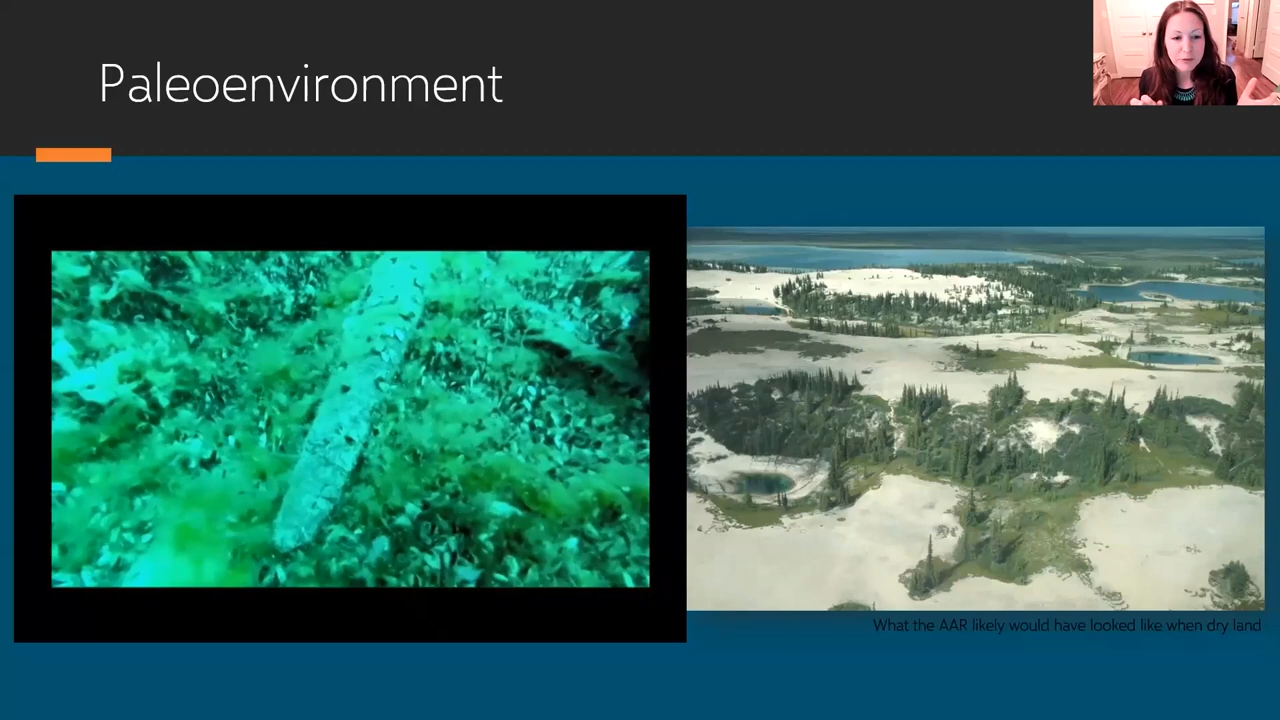 Paleoenvironment
What the AAR likely would have looked like when dry land